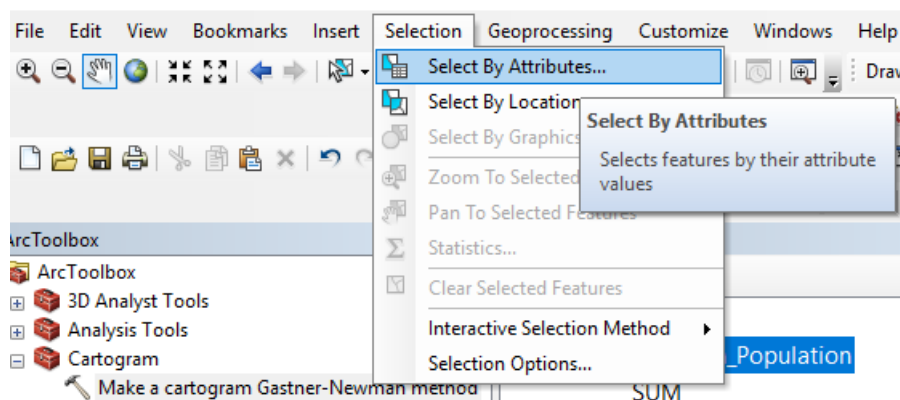 File Edit View Bookmarks Insert Selection Geoprocessing Customize Windows Help
Select By Attributes...
Select By Location
Select By Attributes
Select By Graphics
Selects features by their attribute
values
Zoom To Selected
Pan To Selected Features
Statistics...
Clear Selected Features
Interactive Selection Method
Selection Options...
ArcToolbox
ArcToolbox
3D Analyst Tools
Analysis Tools
Cartogram
Make a cartogram Gastner-Newman method
_Population
SUM